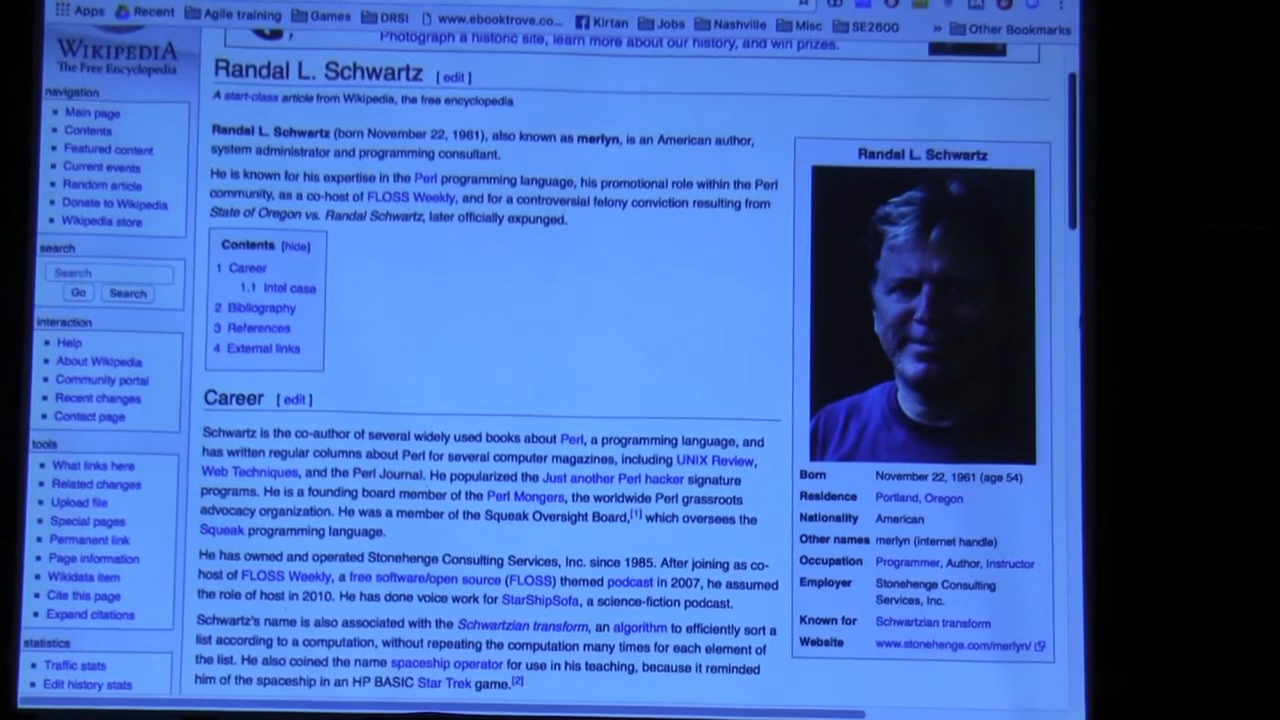 Apps Recent Agile training Games DRSI www.ebooktrove.co... Kirtan Jobs Nashville Misc SE2600 » Other Bookmarks
Photograph a historic site, learn more about our history, and win prizes.
WIKIPEDIA
The Free Encyclopedia
navigation
Main page
Contents
Featured content
Current events
Random article
Donate to Wikipedia
Wikipedia store
search
Search
Go Search
interaction
Help
About Wikipedia
Community portal
Recent changes
Contact page
tools
What links here
Related changes
Upload file
Special pages
Permanent link
Page information
Wikidata item
Cite this page
Expand citations
statistics
Traffic stats
Edit history stats
Randal L. Schwartz [edit]
A start-class article from Wikipedia, the free encyclopedia
Randal L. Schwartz (born November 22, 1961), also known as merlyn, is an American author,
system administrator and programming consultant.
He is known for his expertise in the Perl programming language, his promotional role within the Perl
community, as a co-host of FLOSS Weekly, and for a controversial felony conviction resulting from
State of Oregon vs. Randal Schwartz, later officially expunged.
Contents [hide]
1 Career
1.1 Intel case
2 Bibliography
3 References
4 External links
Career [edit]
Schwartz is the co-author of several widely used books about Perl, a programming language, and
has written regular columns about Perl for several computer magazines, including UNIX Review,
Web Techniques, and the Perl Journal. He popularized the Just another Perl hacker signature
programs. He is a founding board member of the Perl Mongers, the worldwide Perl grassroots
advocacy organization. He was a member of the Squeak Oversight Board,[1] which oversees the
Squeak programming language.
He has owned and operated Stonehenge Consulting Services, Inc. since 1985. After joining as co-
host of FLOSS Weekly, a free software/open source (FLOSS) themed podcast in 2007, he assumed
the role of host in 2010. He has done voice work for StarShipSofa, a science-fiction podcast.
Schwartz's name is also associated with the Schwartzian transform, an algorithm to efficiently sort a
list according to a computation, without repeating the computation many times for each element of
the list. He also coined the name spaceship operator for use in his teaching, because it reminded
him of the spaceship in an HP BASIC Star Trek game.[2]
Randal L. Schwartz
Born November 22, 1961 (age 54)
Residence Portland, Oregon
Nationality American
Other names merlyn (internet handle)
Occupation Programmer, Author, Instructor
Employer Stonehenge Consulting
Services, Inc.
Known for Schwartzian transform
Website www.stonehenge.com/merlyn/